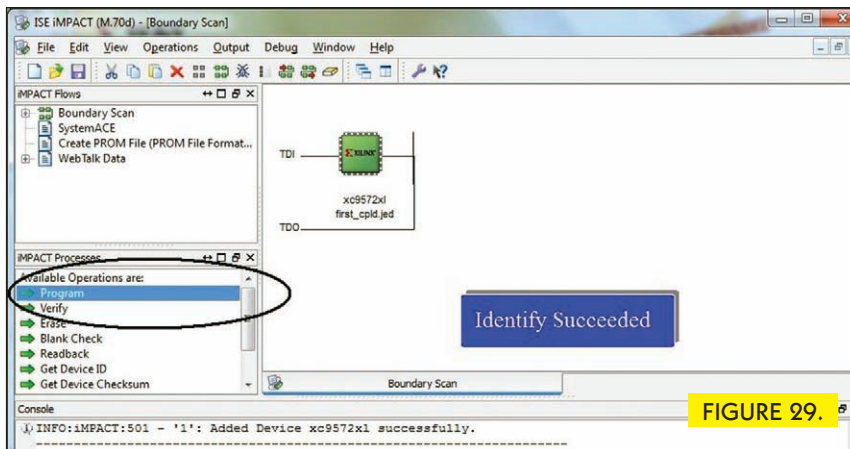 ISE iMPACT (M.70d) - [Boundary Scan]
File Edit View Operations Output Debug Window Help
iMPACT Flows
Boundary Scan
SystemACE
Create PROM File (PROM File Format...
WebTalk Data
TDI
XILINX
xc9572xl
first_cpld.jed
TDO
iMPACT Processes
Available Operations are:
Program
Verify
Erase
Blank Check
Readback
Get Device ID
Get Device Checksum
Identify Succeeded
Boundary Scan
Console
INFO:iMPACT:501 - '1': Added Device xc9572xl successfully.
----------------------------------------------------------------------
FIGURE 29.